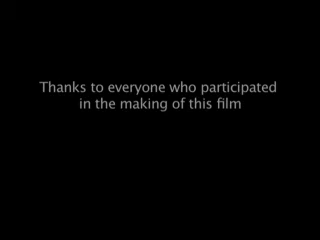 Thanks to everyone who participated
in the making of this film